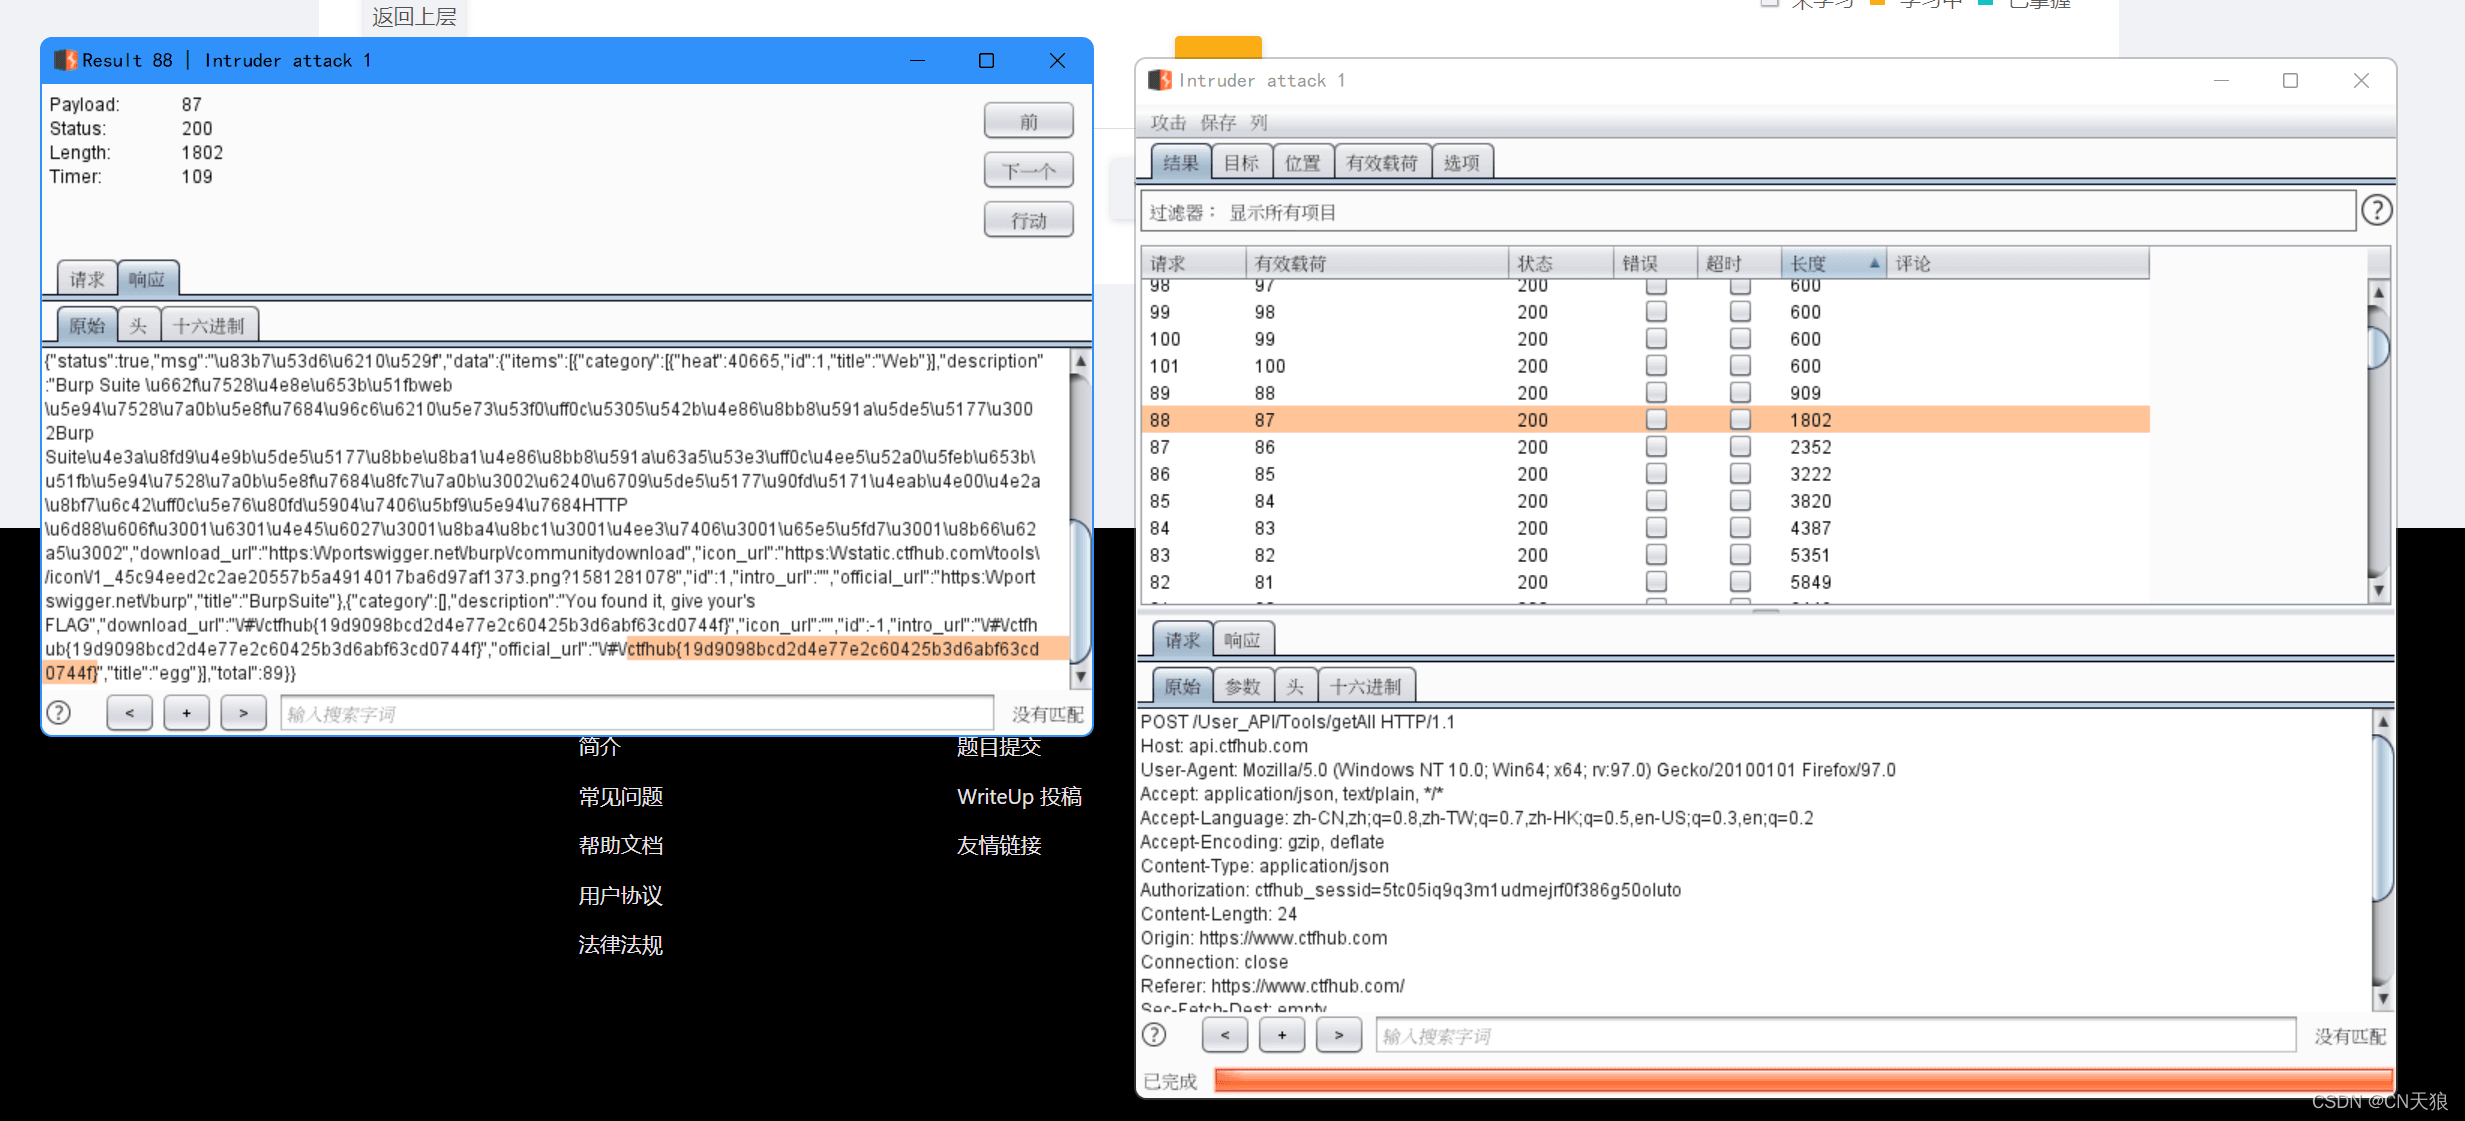 返回上层
未学习 学习中 已掌握
Result 88 | Intruder attack 1
Payload: 87
Status: 200
Length: 1802
Timer: 109
前
下一个
行动
请求 响应
原始 头 十六进制
{"status":true,"msg":"\u83b7\u53d6\u6210\u529f","data":{"items":[{"category":[{"heat":40665,"id":1,"title":"Web"}],"description"
:"Burp Suite \u662f\u7528\u4e8e\u653b\u51fbweb
\u5e94\u7528\u7a0b\u5e8f\u7684\u96c6\u6210\u5e73\u53f0\uff0c\u5305\u542b\u4e86\u8bb8\u591a\u5de5\u5177\u300
2Burp
Suite\u4e3a\u8fd9\u4e9b\u5de5\u5177\u8bbe\u8ba1\u4e86\u8bb8\u591a\u63a5\u53e3\uff0c\u4ee5\u52a0\u5feb\u653b\
u51fb\u5e94\u7528\u7a0b\u5e8f\u7684\u8fc7\u7a0b\u3002\u6240\u6709\u5de5\u5177\u90fd\u5171\u4eab\u4e00\u4e2a
\u8bf7\u6c42\uff0c\u5e76\u80fd\u5904\u7406\u5bf9\u5e94\u7684HTTP
\u6d88\u606f\u3001\u6301\u4e45\u6027\u3001\u8ba4\u8bc1\u3001\u4ee3\u7406\u3001\u65e5\u5fd7\u3001\u8b66\u62
a5\u3002","download_url":"https:\/\/portswigger.net\/burp\/communitydownload","icon_url":"https:\/\/static.ctfhub.com\/tools\
/icon\/1_45c94eed2c2ae20557b5a4914017ba6d97af1373.png?1581281078","id":1,"intro_url":"","official_url":"https:\/\/port
swigger.net\/burp","title":"BurpSuite"},{"category":[],"description":"You found it, give your's
FLAG","download_url":"\/#\/ctfhub{19d9098bcd2d4e77e2c60425b3d6abf63cd0744f}","icon_url":"","id":-1,"intro_url":"\/#\/ctfh
ub{19d9098bcd2d4e77e2c60425b3d6abf63cd0744f}","official_url":"\/#\/ctfhub{19d9098bcd2d4e77e2c60425b3d6abf63cd
0744f}","title":"egg"}],"total":89}}
? < + > 输入搜索字词 没有匹配
简介 题目提交
常见问题 WriteUp 投稿
帮助文档 友情链接
用户协议
法律法规
Intruder attack 1
攻击 保存 列
结果 目标 位置 有效载荷 选项
过滤器： 显示所有项目 ?
请求 有效载荷 状态 错误 超时 长度 评论
98 97 200 600
99 98 200 600
100 99 200 600
101 100 200 600
89 88 200 909
88 87 200 1802
87 86 200 2352
86 85 200 3222
85 84 200 3820
84 83 200 4387
83 82 200 5351
82 81 200 5849
请求 响应
原始 参数 头 十六进制
POST /User_API/Tools/getAll HTTP/1.1
Host: api.ctfhub.com
User-Agent: Mozilla/5.0 (Windows NT 10.0; Win64; x64; rv:97.0) Gecko/20100101 Firefox/97.0
Accept: application/json, text/plain, */*
Accept-Language: zh-CN,zh;q=0.8,zh-TW;q=0.7,zh-HK;q=0.5,en-US;q=0.3,en;q=0.2
Accept-Encoding: gzip, deflate
Content-Type: application/json
Authorization: ctfhub_sessid=5tc05iq9q3m1udmejrf0f386g50oluto
Content-Length: 24
Origin: https://www.ctfhub.com
Connection: close
Referer: https://www.ctfhub.com/
Sec-Fetch-Dest: empty
? < + > 输入搜索字词 没有匹配
已完成
CSDN @CN天狼